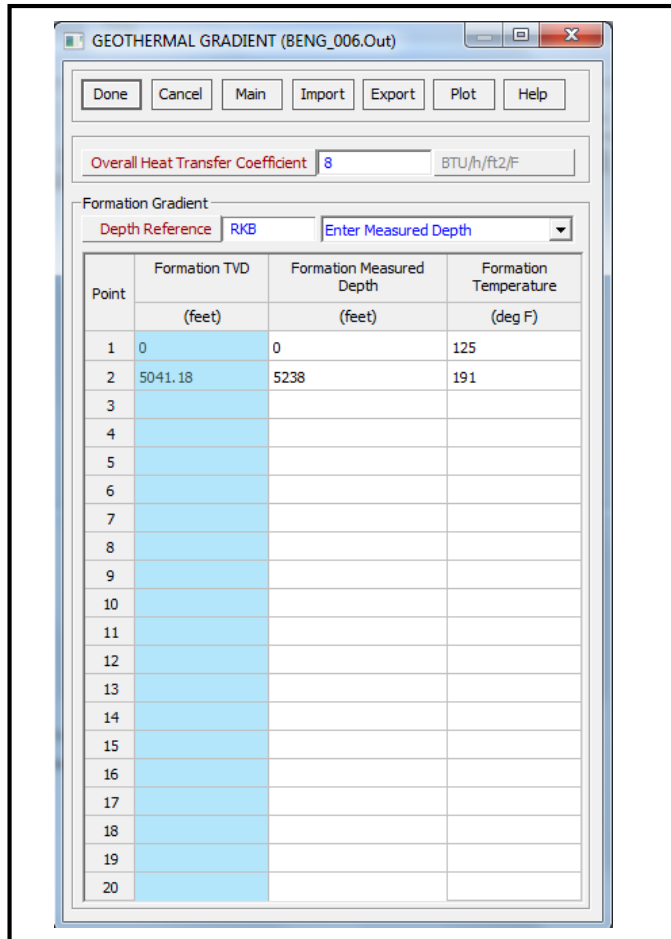 GEOTHERMAL GRADIENT (BENG_006.Out)
Done Cancel Main Import Export Plot Help
Overall Heat Transfer Coefficient 8 BTU/h/ft2/F
Formation Gradient
Depth Reference RKB Enter Measured Depth
Point Formation TVD Formation Measured Depth Formation Temperature
(feet) (feet) (deg F)
1 0 0 125
2 5041.18 5238 191
3
4
5
6
7
8
9
10
11
12
13
14
15
16
17
18
19
20